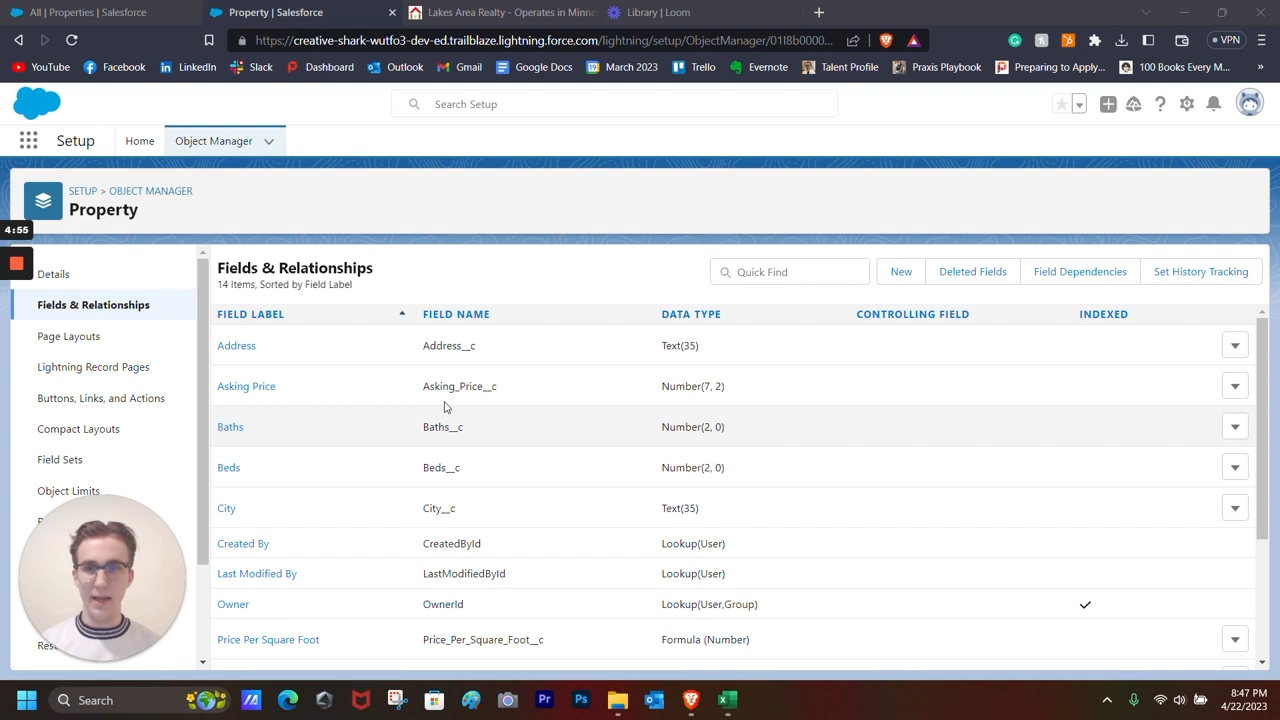 All | Properties | Salesforce
Property | Salesforce
Lakes Area Realty - Operates in Minne
Library | Loom
https://creative-shark-wutfo3-dev-ed.trailblaze.lightning.force.com/lightning/setup/ObjectManager/01I8b0000...
VPN
YouTube
Facebook
LinkedIn
Slack
Dashboard
Outlook
Gmail
Google Docs
March 2023
Trello
Evernote
Talent Profile
Praxis Playbook
Preparing to Apply...
100 Books Every M...
»
Search Setup
Setup
Home
Object Manager
SETUP > OBJECT MANAGER
Property
4:55
Details
Fields & Relationships
Page Layouts
Lightning Record Pages
Buttons, Links, and Actions
Compact Layouts
Field Sets
Object Limits
Fields & Relationships
14 Items, Sorted by Field Label
Quick Find
New
Deleted Fields
Field Dependencies
Set History Tracking
FIELD LABEL FIELD NAME DATA TYPE CONTROLLING FIELD INDEXED
Address Address__c Text(35)
Asking Price Asking_Price__c Number(7, 2)
Baths Baths__c Number(2, 0)
Beds Beds__c Number(2, 0)
City City__c Text(35)
Created By CreatedById Lookup(User)
Last Modified By LastModifiedById Lookup(User)
Owner OwnerId Lookup(User,Group)
Price Per Square Foot Price_Per_Square_Foot__c Formula (Number)
Search
Pr
Ps
8:47 PM
4/22/2023